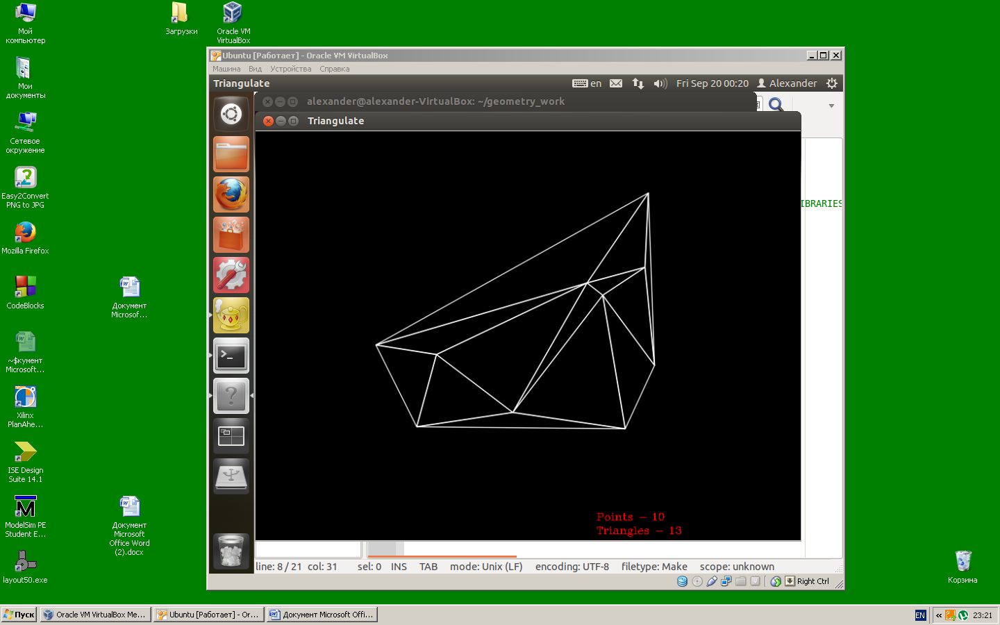 Мой
компьютер
Загрузки
Oracle VM
VirtualBox
Мои
документы
Сетевое
окружение
Easy2Convert
PNG to JPG
Mozilla Firefox
CodeBlocks
Документ
Microsof...
~$кумент
Microsoft...
Xilinx
PlanAhe...
ISE Design
Suite 14.1
ModelSim PE
Student E...
Документ
Microsoft
Office Word
(2).docx
layout50.exe
Корзина
Ubuntu [Работает] - Oracle VM VirtualBox
Машина Вид Устройства Справка
Triangulate en Fri Sep 20 00:20 Alexander
alexander@alexander-VirtualBox: ~/geometry_work
Triangulate
IBRARIES
Points - 10
Triangles - 13
line: 8 / 21 col: 31 sel: 0 INS TAB mode: Unix (LF) encoding: UTF-8 filetype: Make scope: unknown
Right Ctrl
Пуск Oracle VM VirtualBox Me... Ubuntu [Работает] - Or... Документ Microsoft Offi... EN « 23:21